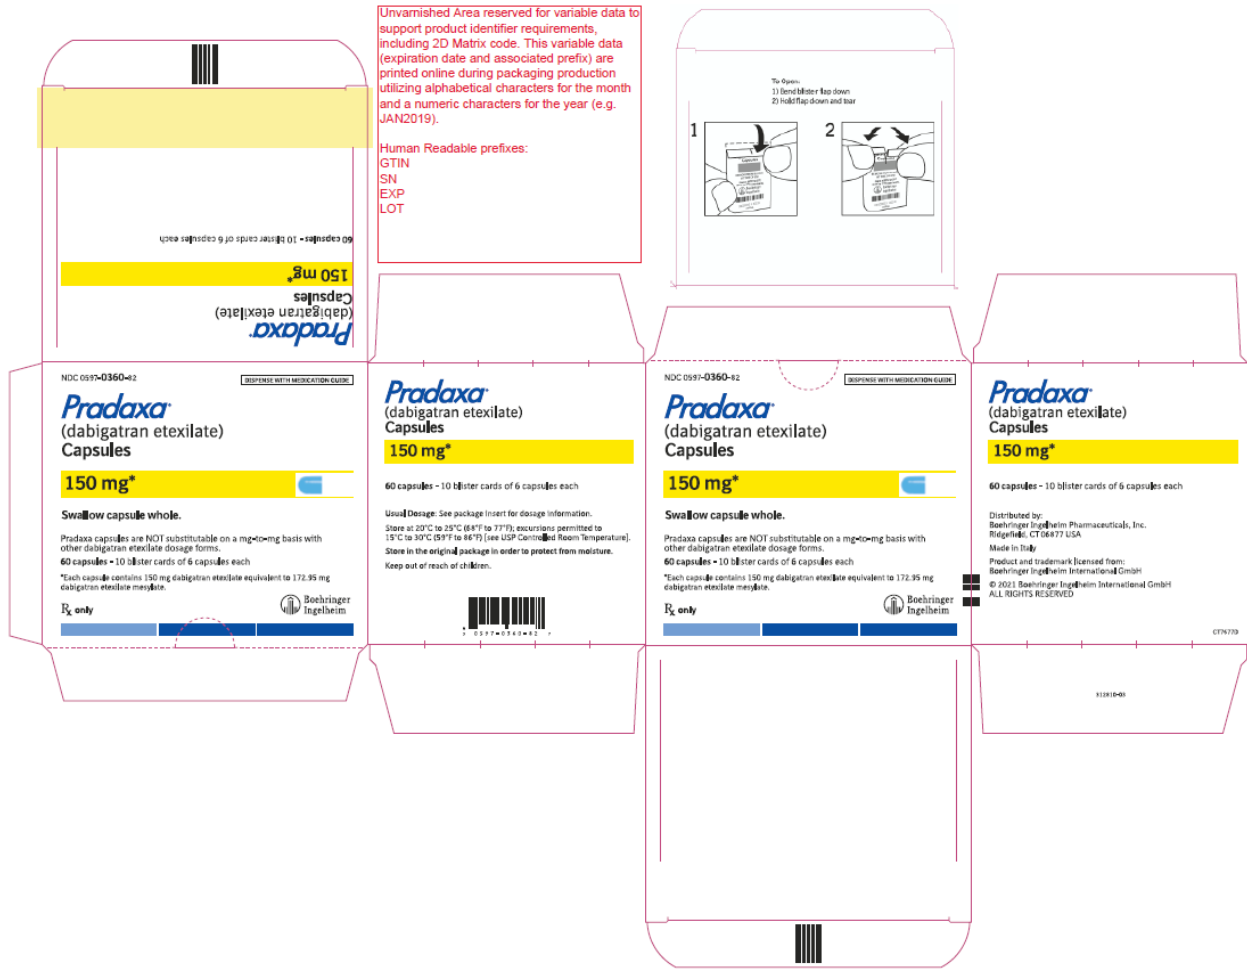 Unvarnished Area reserved for variable data to
support product identifier requirements,
including 2D Matrix code. This variable data
(expiration date and associated prefix) are
printed online during packaging production
utilizing alphabetical characters for the month
and a numeric characters for the year (e.g.
JAN2019).
Human Readable prefixes:
GTIN
SN
EXP
LOT
To Open:
1) Bend blister flap down
2) Hold flap down and tear
1
2
Pradaxa®
(dabigatran etexilate)
Capsules
150 mg*
60 capsules - 10 blister cards of 6 capsules each
NDC 0597-0360-82
DISPENSE WITH MEDICATION GUIDE
Pradaxa®
(dabigatran etexilate)
Capsules
150 mg*
Swallow capsule whole.
Pradaxa capsules are NOT substitutable on a mg-to-mg basis with
other dabigatran etexilate dosage forms.
60 capsules - 10 blister cards of 6 capsules each
*Each capsule contains 150 mg dabigatran etexilate equivalent to 172.95 mg
dabigatran etexilate mesylate.
Rx only
Boehringer
Ingelheim
Pradaxa®
(dabigatran etexilate)
Capsules
150 mg*
60 capsules - 10 blister cards of 6 capsules each
Usual Dosage: See package insert for dosage information.
Store at 20°C to 25°C (68°F to 77°F); excursions permitted to
15°C to 30°C (59°F to 86°F) [see USP Controlled Room Temperature].
Store in the original package in order to protect from moisture.
Keep out of reach of children.
0597-0360-82
NDC 0597-0360-82
DISPENSE WITH MEDICATION GUIDE
Pradaxa®
(dabigatran etexilate)
Capsules
150 mg*
Swallow capsule whole.
Pradaxa capsules are NOT substitutable on a mg-to-mg basis with
other dabigatran etexilate dosage forms.
60 capsules - 10 blister cards of 6 capsules each
*Each capsule contains 150 mg dabigatran etexilate equivalent to 172.95 mg
dabigatran etexilate mesylate.
Rx only
Boehringer
Ingelheim
Pradaxa®
(dabigatran etexilate)
Capsules
150 mg*
60 capsules - 10 blister cards of 6 capsules each
Distributed by:
Boehringer Ingelheim Pharmaceuticals, Inc.
Ridgefield, CT 06877 USA
Made in Italy
Product and trademark licensed from:
Boehringer Ingelheim International GmbH
© 2021 Boehringer Ingelheim International GmbH
ALL RIGHTS RESERVED